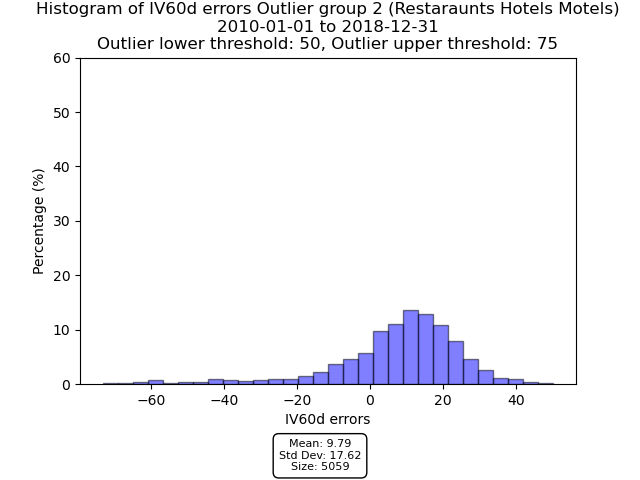 Histogram of IV60d errors Outlier group 2 (Restaraunts Hotels Motels)
2010-01-01 to 2018-12-31
Outlier lower threshold: 50, Outlier upper threshold: 75
60
50
40
30
20
10
0
Percentage (%)
−60 −40 −20 0 20 40
IV60d errors
Mean: 9.79
Std Dev: 17.62
Size: 5059